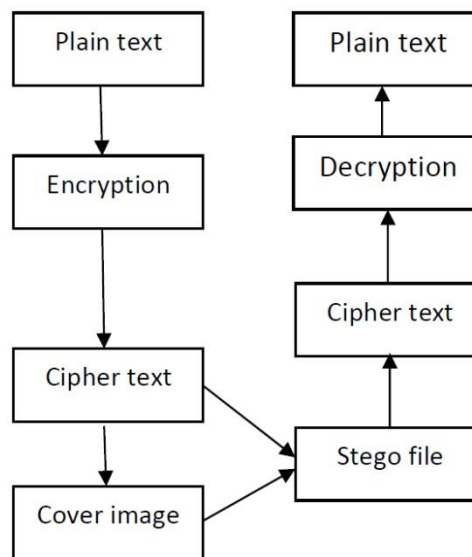 Plain text
Encryption
Cipher text
Cover image
Plain text
Decryption
Cipher text
Stego file